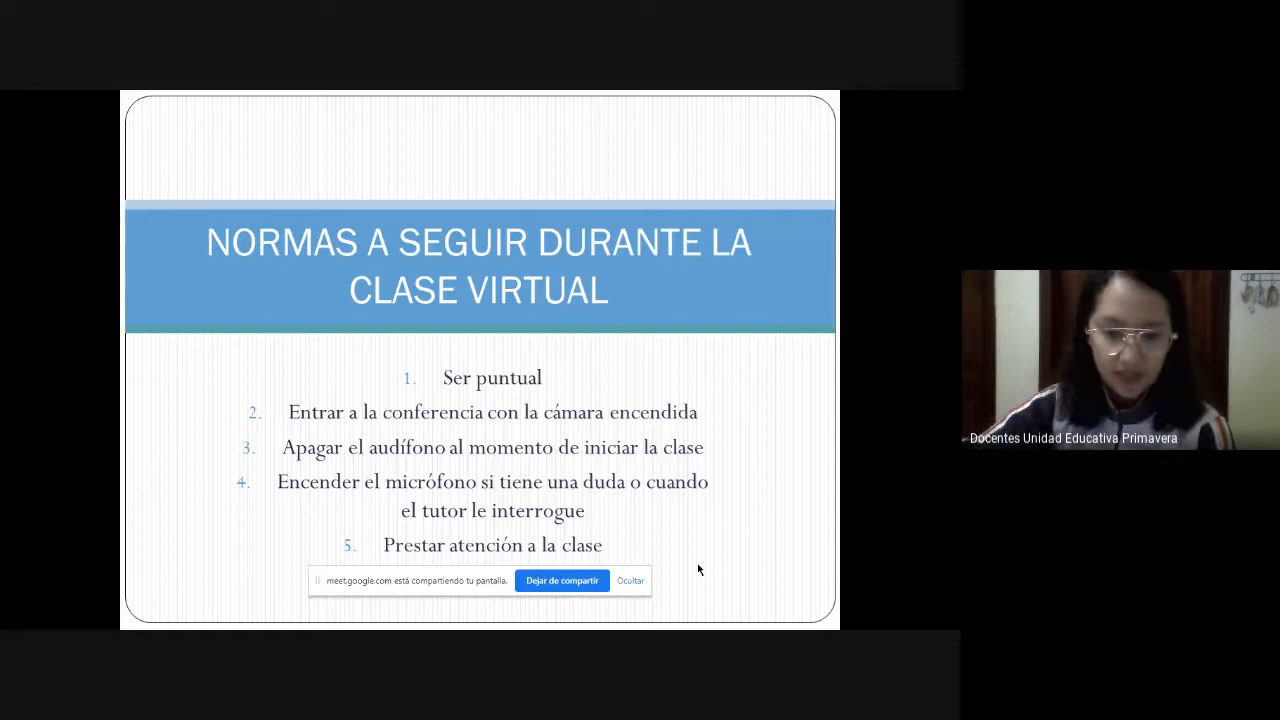 NORMAS A SEGUIR DURANTE LA
CLASE VIRTUAL
1. Ser puntual
2. Entrar a la conferencia con la cámara encendida
3. Apagar el audífono al momento de iniciar la clase
4. Encender el micrófono si tiene una duda o cuando
el tutor le interrogue
5. Prestar atención a la clase
meet.google.com está compartiendo tu pantalla. Dejar de compartir Ocultar
Docentes Unidad Educativa Primavera